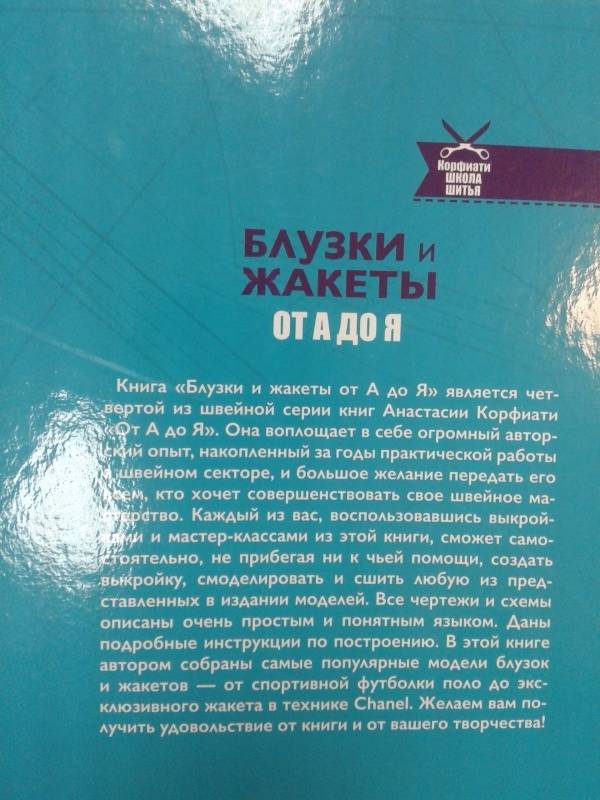 Корфиати
ШКОЛА
ШИТЬЯ
БЛУЗКИ и
ЖАКЕТЫ
ОТ А ДО Я
Книга «Блузки и жакеты от А до Я» является чет-
вертой из швейной серии книг Анастасии Корфиати
«От А до Я». Она воплощает в себе огромный автор-
ский опыт, накопленный за годы практической работы
в швейном секторе, и большое желание передать его
всем, кто хочет совершенствовать свое швейное ма-
стерство. Каждый из вас, воспользовавшись выкрой-
ками и мастер-классами из этой книги, сможет само-
стоятельно, не прибегая ни к чьей помощи, создать
выкройку, смоделировать и сшить любую из пред-
ставленных в издании моделей. Все чертежи и схемы
описаны очень простым и понятным языком. Даны
подробные инструкции по построению. В этой книге
автором собраны самые популярные модели блузок
и жакетов — от спортивной футболки поло до экс-
клюзивного жакета в технике Chanel. Желаем вам по-
лучить удовольствие от книги и от вашего творчества!